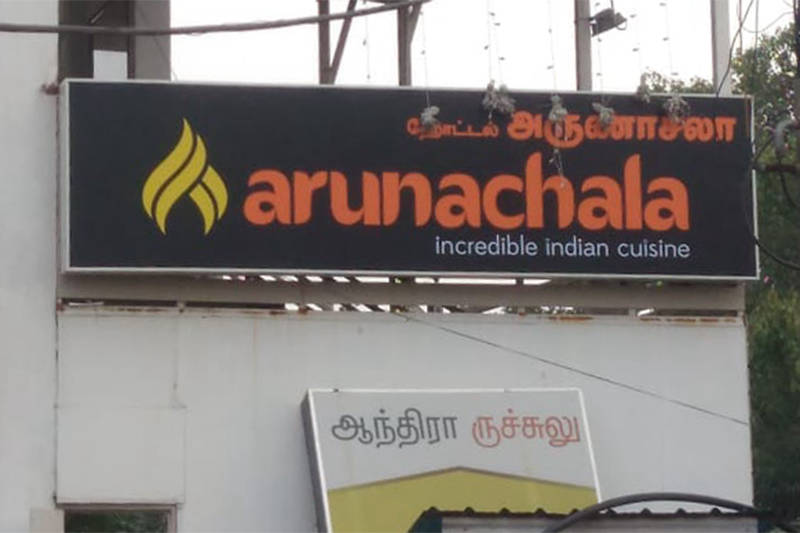 ஹோட்டல் அருணாசலா
arunachala
incredible indian cuisine
ஆந்திரா ருச்சுலு